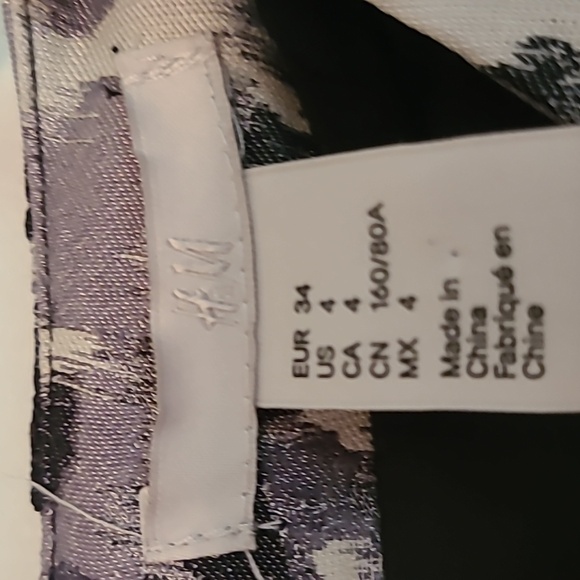 H&M
EUR 34
US 4
CA 4
CN 160/80A
MX 4
Made in
China
Fabriqué en
Chine